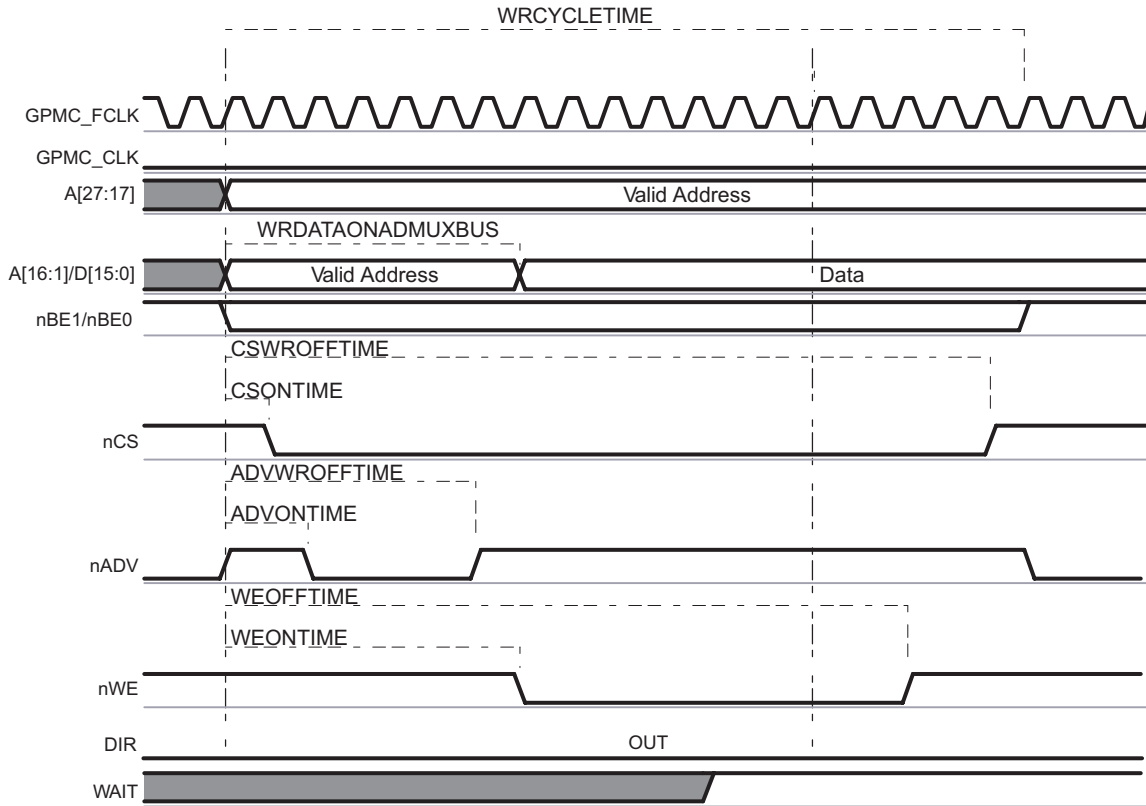 WRCYCLETIME
GPMC_FCLK
GPMC_CLK
A[27:17]
Valid Address
WRDATAONADMUXBUS
A[16:1]/D[15:0]
Valid Address
Data
nBE1/nBE0
CSWROFFTIME
CSONTIME
nCS
ADVWROFFTIME
ADVONTIME
nADV
WEOFFTIME
WEONTIME
nWE
DIR
OUT
WAIT